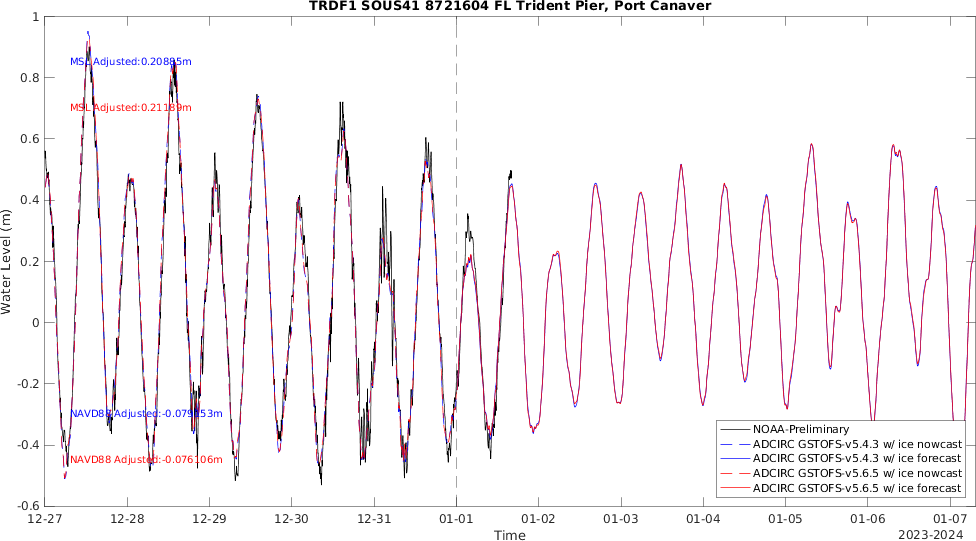 TRDF1 SOUS41 8721604 FL Trident Pier, Port Canaver
1
0.8
0.6
0.4
0.2
0
-0.2
-0.4
-0.6
Water Level (m)
MSL Adjusted:0.20885m
MSL Adjusted:0.21189m
NAVD88 Adjusted:-0.079153m
NAVD88 Adjusted:-0.076106m
NOAA-Preliminary
ADCIRC GSTOFS-v5.4.3 w/ ice nowcast
ADCIRC GSTOFS-v5.4.3 w/ ice forecast
ADCIRC GSTOFS-v5.6.5 w/ ice nowcast
ADCIRC GSTOFS-v5.6.5 w/ ice forecast
12-27 12-28 12-29 12-30 12-31 01-01 01-02 01-03 01-04 01-05 01-06 01-07
Time
2023-2024